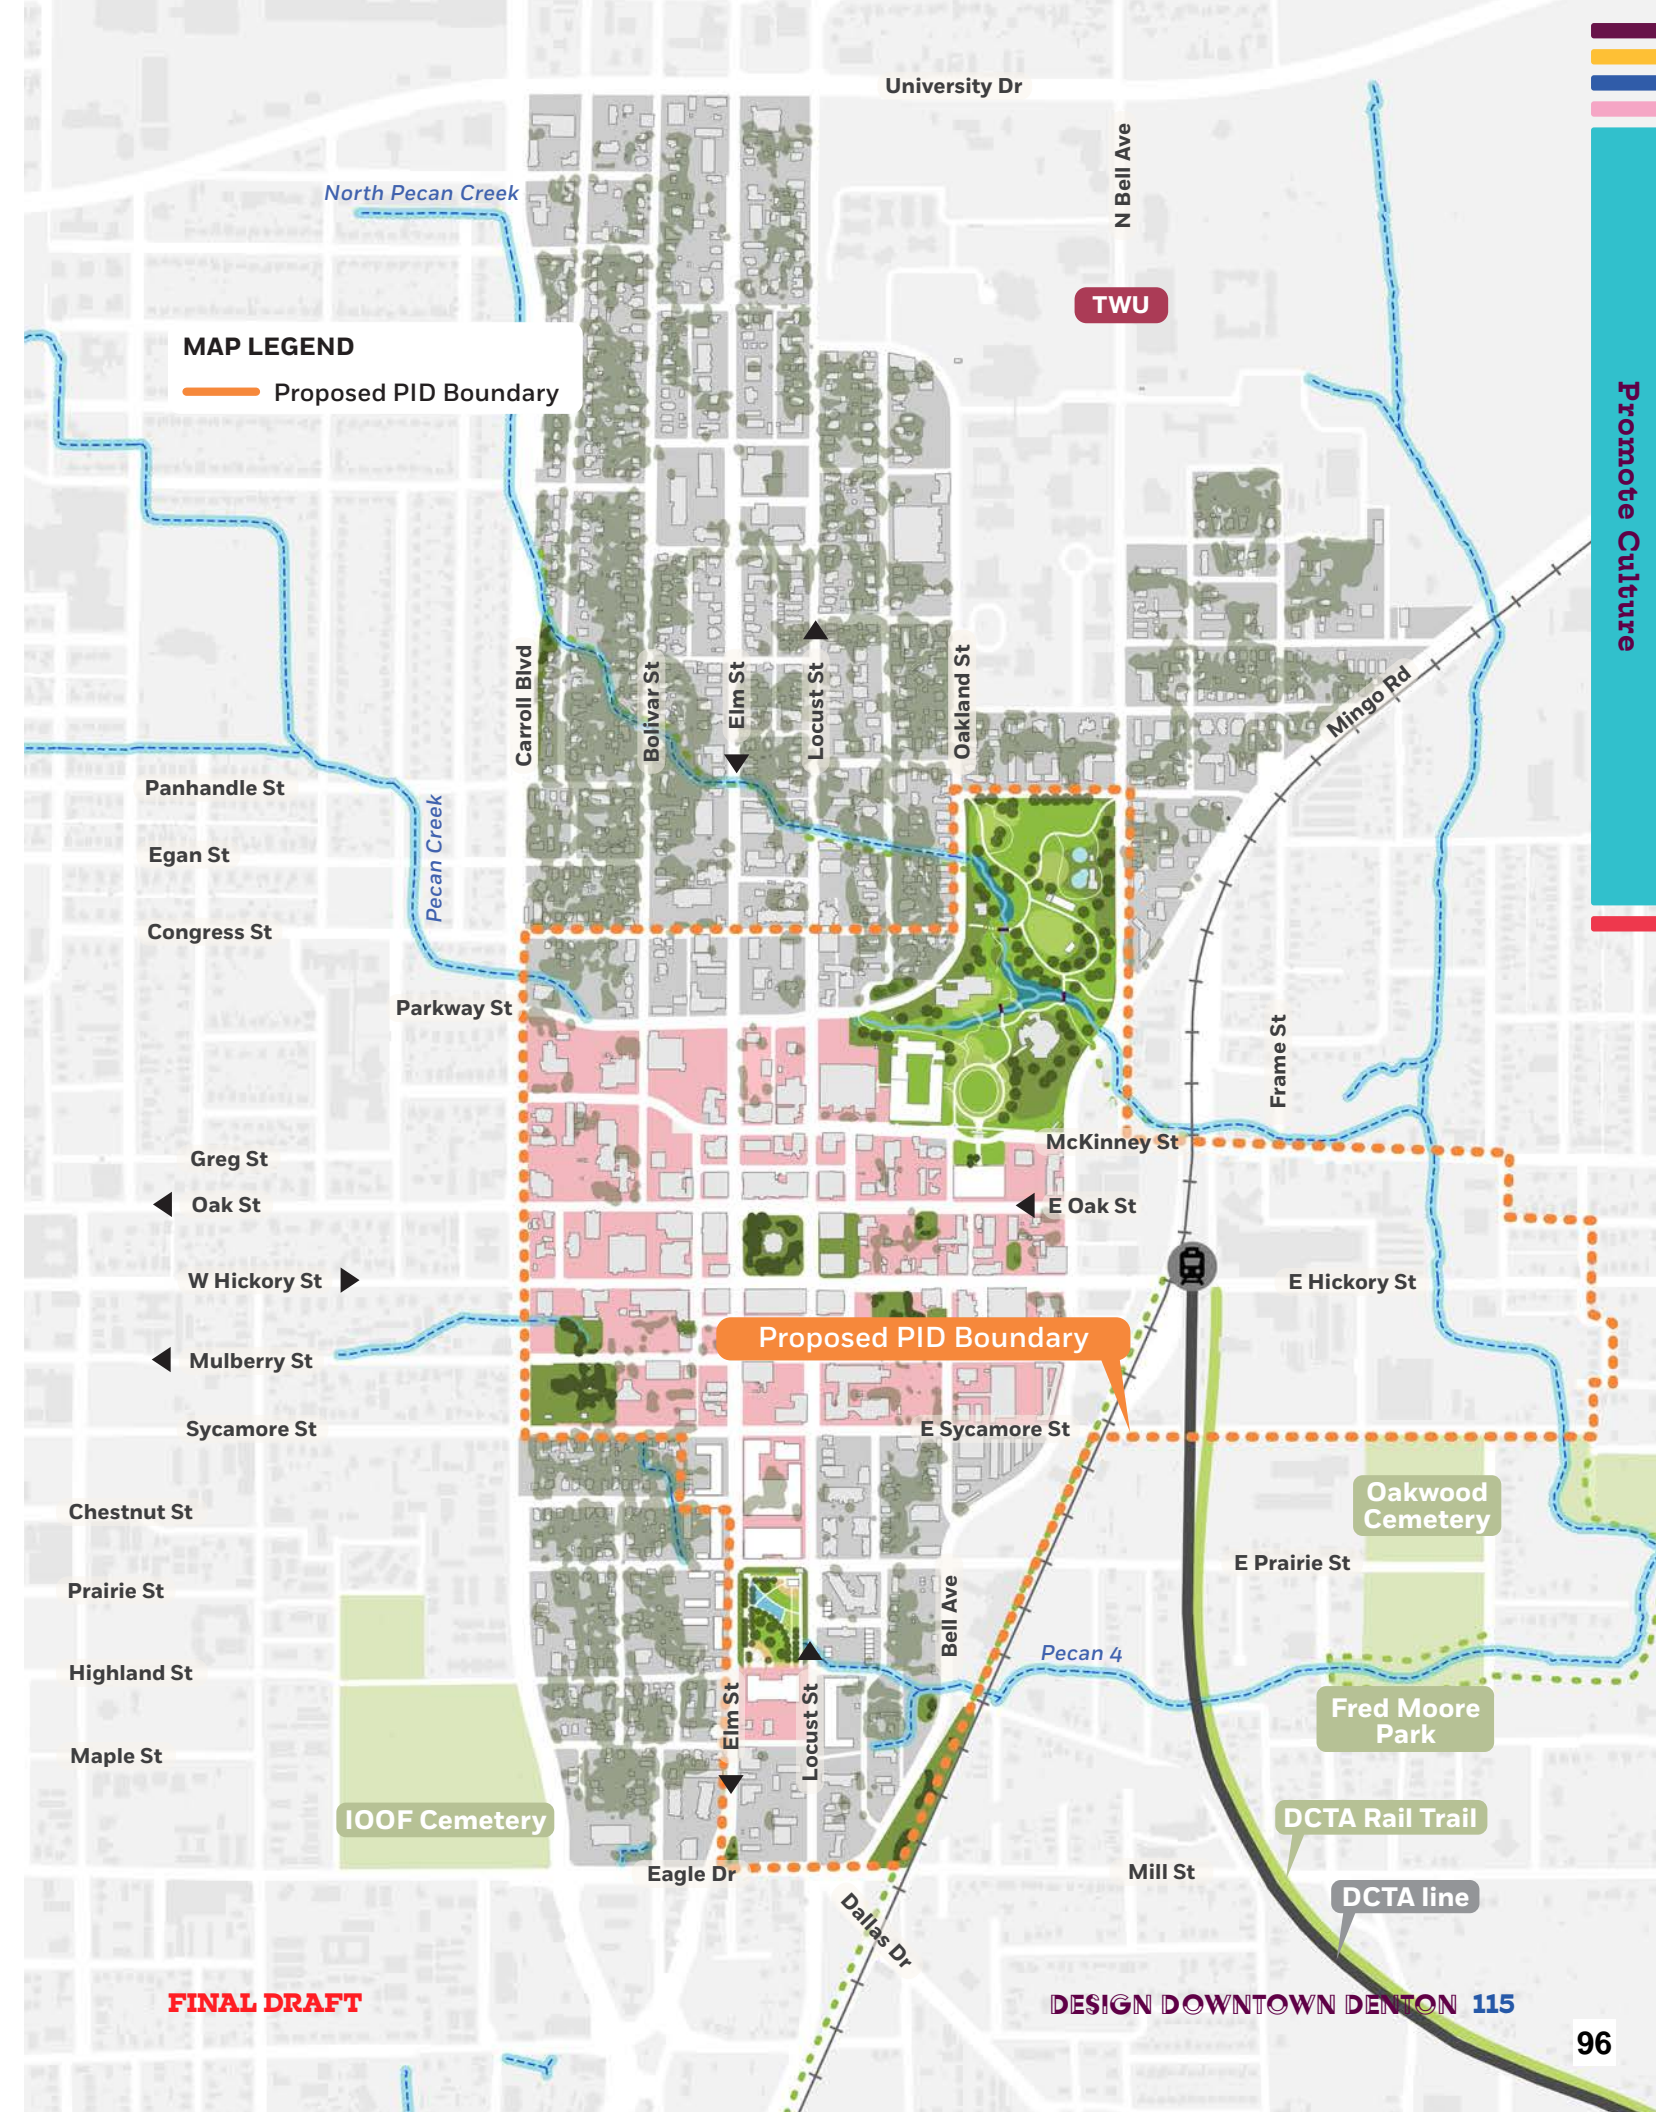 University Dr
N Bell Ave
North Pecan Creek
TWU
MAP LEGEND
Proposed PID Boundary
Promote Culture
Carroll Blvd
Bolivar St
Elm St
Locust St
Oakland St
Mingo Rd
Panhandle St
Pecan Creek
Egan St
Congress St
Parkway St
Frame St
McKinney St
Greg St
Oak St
E Oak St
W Hickory St
E Hickory St
Proposed PID Boundary
Mulberry St
Sycamore St
E Sycamore St
Chestnut St
Oakwood
Cemetery
E Prairie St
Prairie St
Bell Ave
Pecan 4
Highland St
Elm St
Locust St
Fred Moore
Park
Maple St
IOOF Cemetery
DCTA Rail Trail
Eagle Dr
Mill St
DCTA line
Dallas Dr
FINAL DRAFT
DESIGN DOWNTOWN DENTON 115
96